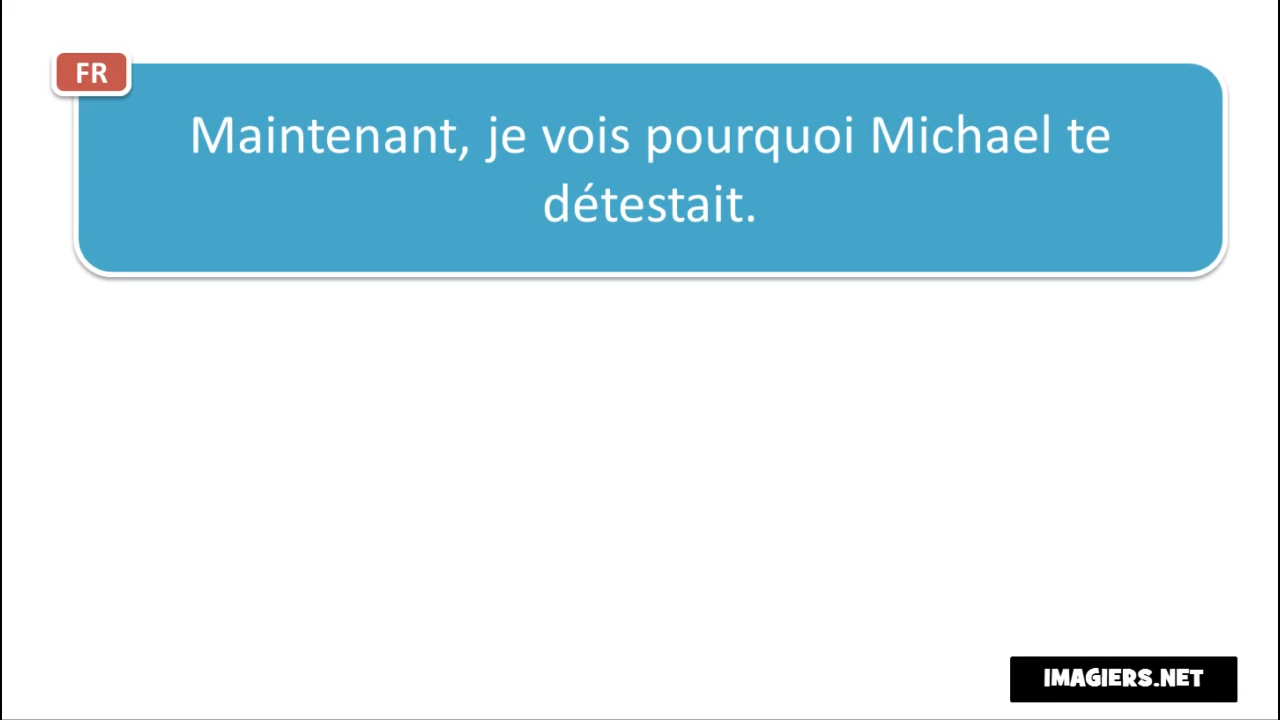 FR
Maintenant, je vois pourquoi Michael te
détestait.
IMAGIERS.NET